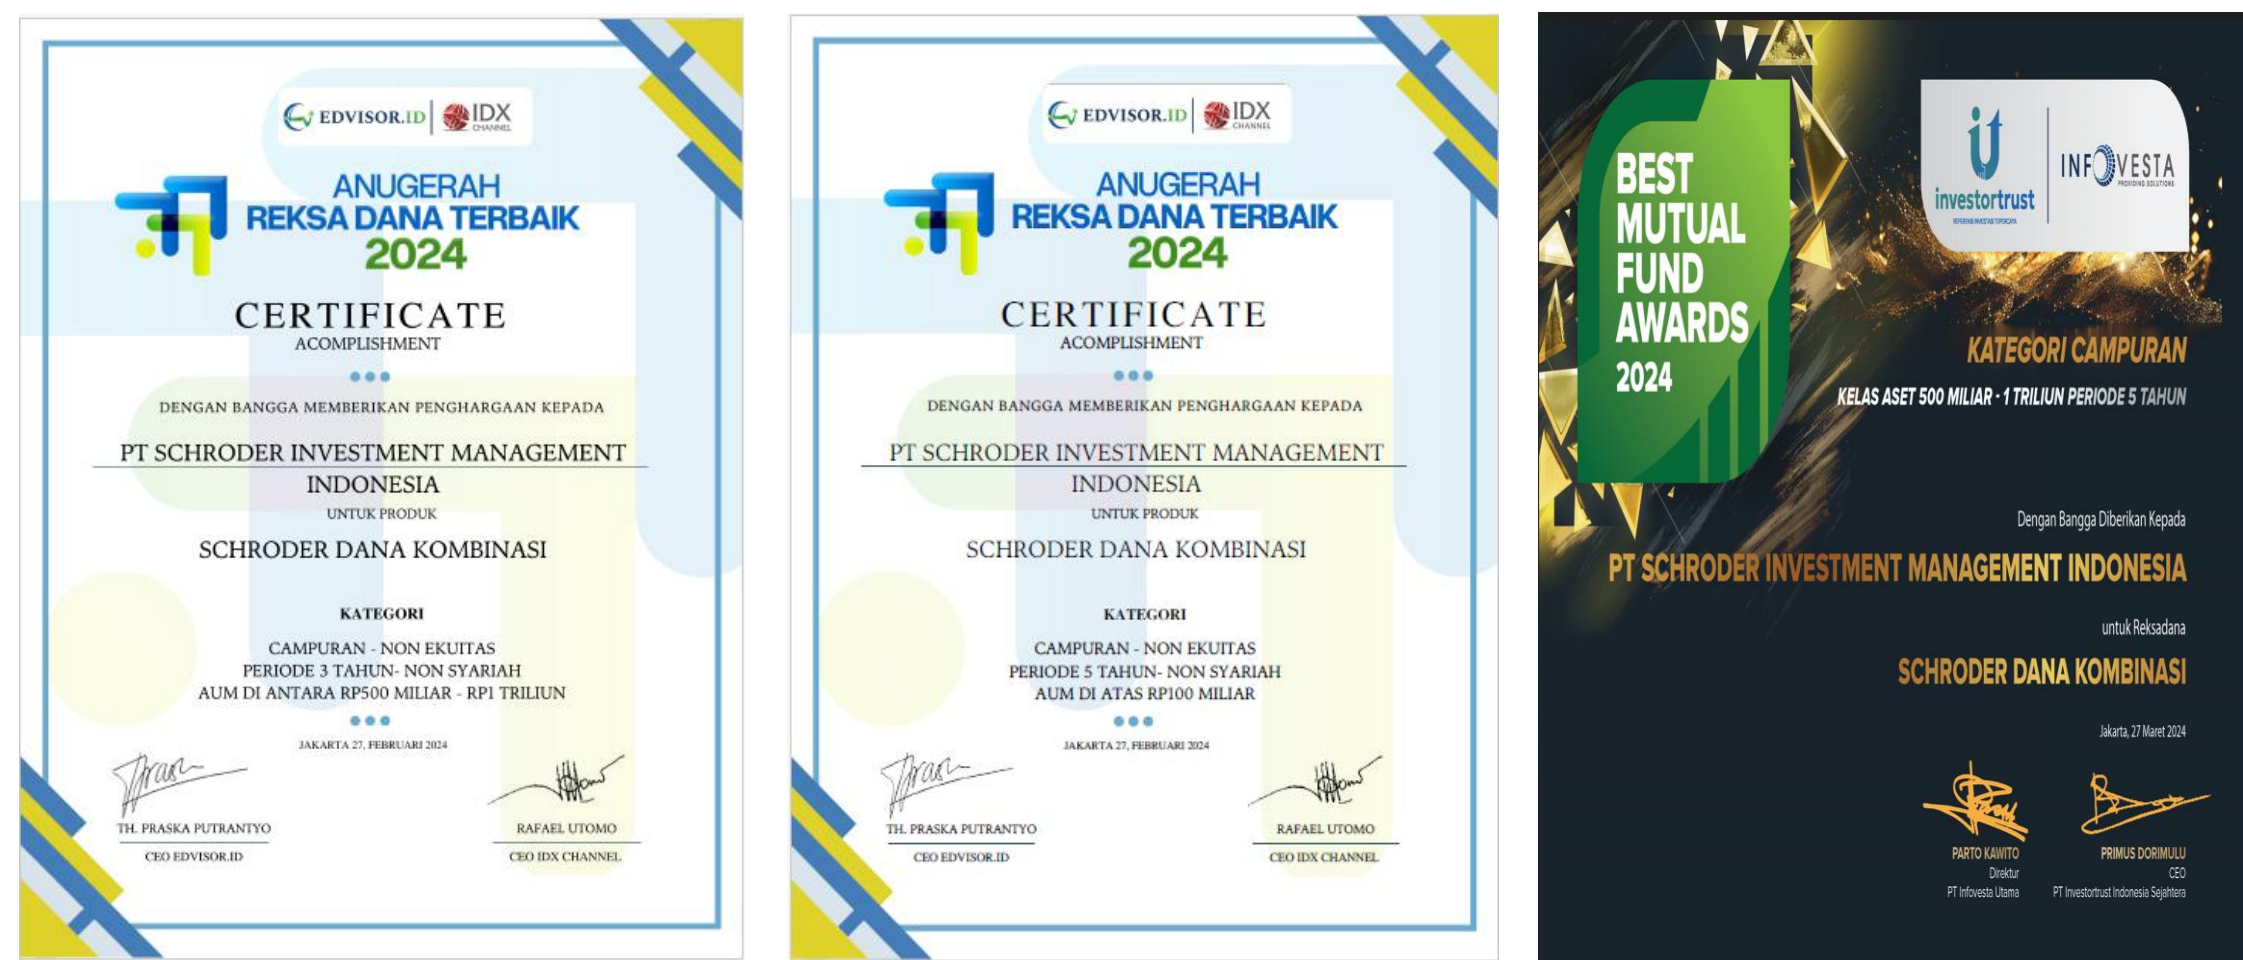 EDVISOR.ID
IDX
CHANNEL
ANUGERAH
REKSA DANA TERBAIK
2024
CERTIFICATE
ACOMPLISHMENT
DENGAN BANGGA MEMBERIKAN PENGHARGAAN KEPADA
PT SCHRODER INVESTMENT MANAGEMENT
INDONESIA
UNTUK PRODUK
SCHRODER DANA KOMBINASI
KATEGORI
CAMPURAN - NON EKUITAS
PERIODE 3 TAHUN- NON SYARIAH
AUM DI ANTARA RP500 MILIAR - RP1 TRILIUN
JAKARTA 27, FEBRUARI 2024
TH. PRASKA PUTRANTYO
CEO EDVISOR.ID
RAFAEL UTOMO
CEO IDX CHANNEL
EDVISOR.ID
IDX
CHANNEL
ANUGERAH
REKSA DANA TERBAIK
2024
CERTIFICATE
ACOMPLISHMENT
DENGAN BANGGA MEMBERIKAN PENGHARGAAN KEPADA
PT SCHRODER INVESTMENT MANAGEMENT
INDONESIA
UNTUK PRODUK
SCHRODER DANA KOMBINASI
KATEGORI
CAMPURAN - NON EKUITAS
PERIODE 5 TAHUN- NON SYARIAH
AUM DI ATAS RP100 MILIAR
JAKARTA 27, FEBRUARI 2024
TH. PRASKA PUTRANTYO
CEO EDVISOR.ID
RAFAEL UTOMO
CEO IDX CHANNEL
BEST
MUTUAL
FUND
AWARDS
2024
investortrust
REFERENSI INVESTASI TEPERCAYA
INFOVESTA
PROVIDING SOLUTIONS
KATEGORI CAMPURAN
KELAS ASET 500 MILIAR - 1 TRILIUN PERIODE 5 TAHUN
Dengan Bangga Diberikan Kepada
PT SCHRODER INVESTMENT MANAGEMENT INDONESIA
untuk Reksadana
SCHRODER DANA KOMBINASI
Jakarta, 27 Maret 2024
PARTO KAWITO
Direktur
PT Infovesta Utama
PRIMUS DORIMULU
CEO
PT Investortrust Indonesia Sejahtera